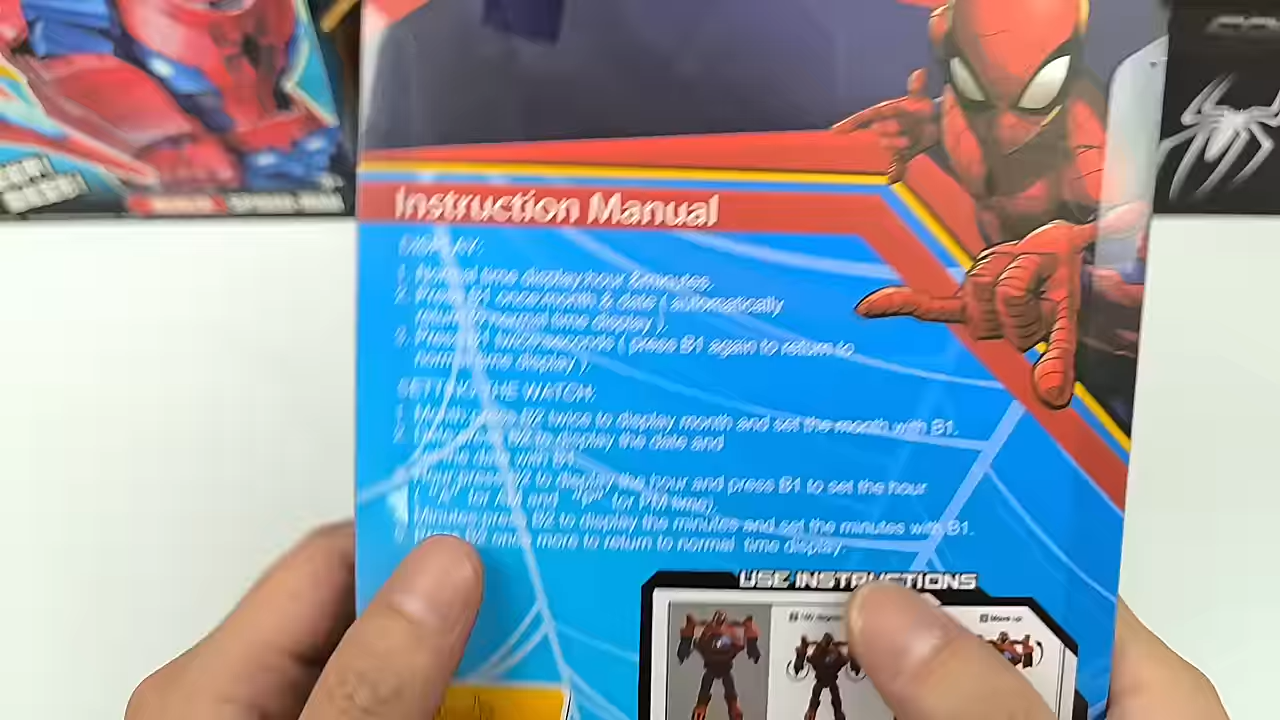 Instruction Manual
DISPLAY:
1. Normal time display:hour &minutes.
2. Press B1 once:month & date ( automatically
return to normal time display ).
3. Press B1 twice:seconds ( press B1 again to return to
normal time display )
SETTING THE WATCH:
press B2 twice to display month and set the month with B1.
B2 to display the date and
the date with B1.
press B2 to display the hour and press B1 to set the hour
( "A" for AM and "P" for PM time).
Minutes:press B2 to display the minutes and set the minutes with B1.
Press B2 once more to return to normal time display.
USE INSTRUCTIONS